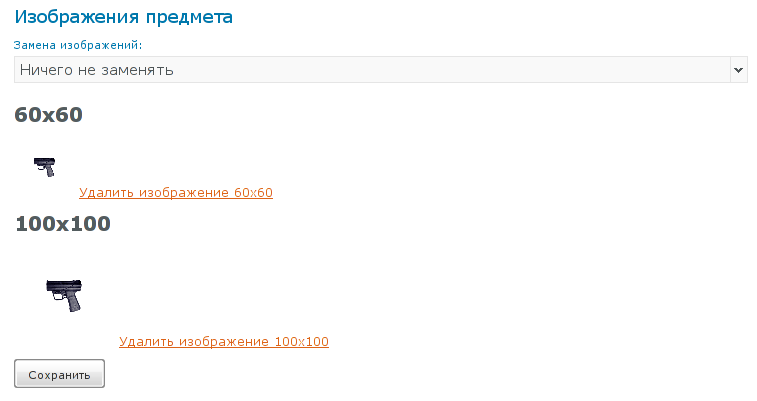 Изображения предмета
Замена изображений:
Ничего не заменять
60x60
Удалить изображение 60x60
100x100
Удалить изображение 100x100
Сохранить